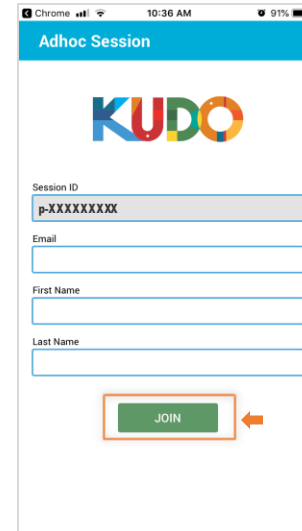 Chrome 10:36 AM 91%
Adhoc Session
KUDO
Session ID
p-XXXXXXXXX
Email
First Name
Last Name
JOIN